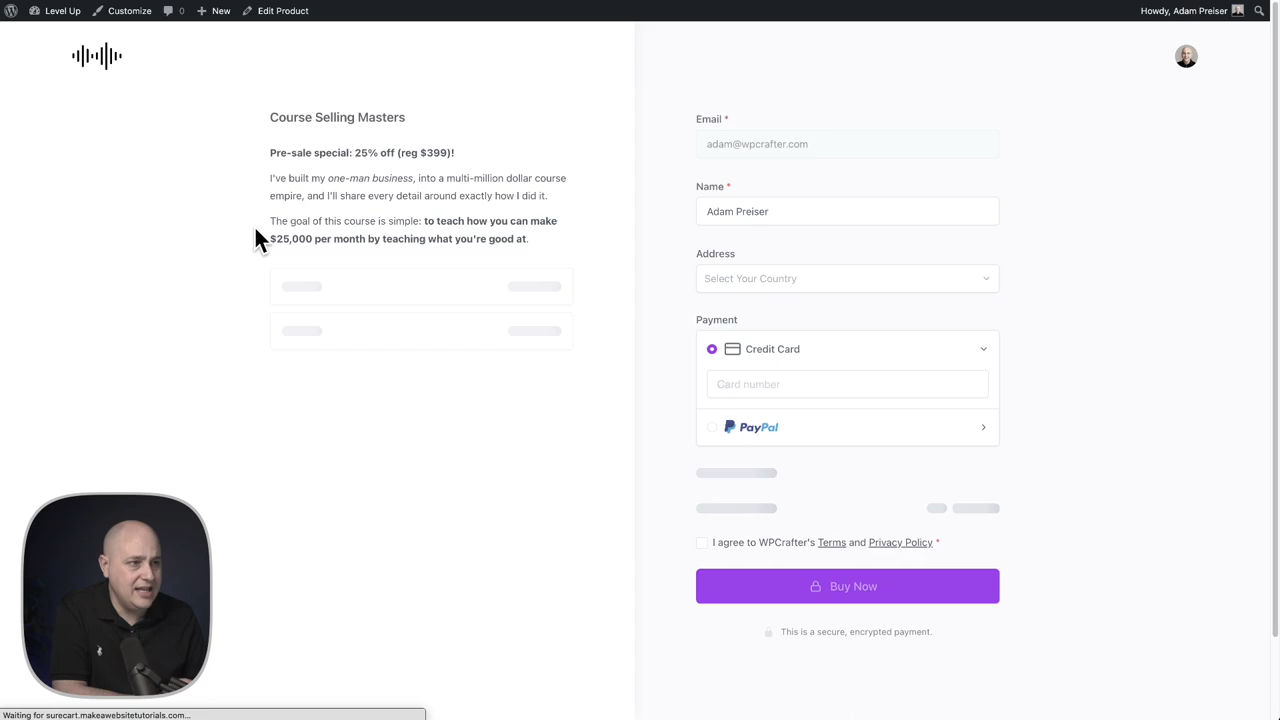 Level Up
Customize
0
New
Edit Product
Howdy, Adam Preiser
Course Selling Masters
Pre-sale special: 25% off (reg $399)!
I've built my one-man business, into a multi-million dollar course
empire, and I'll share every detail around exactly how I did it.
The goal of this course is simple: to teach how you can make
$25,000 per month by teaching what you're good at.
Email *
adam@wpcrafter.com
Name *
Adam Preiser
Address
Select Your Country
Payment
Credit Card
Card number
PayPal
I agree to WPCrafter's Terms and Privacy Policy *
Buy Now
This is a secure, encrypted payment.
Waiting for surecart.makeawebsitetutorials.com...